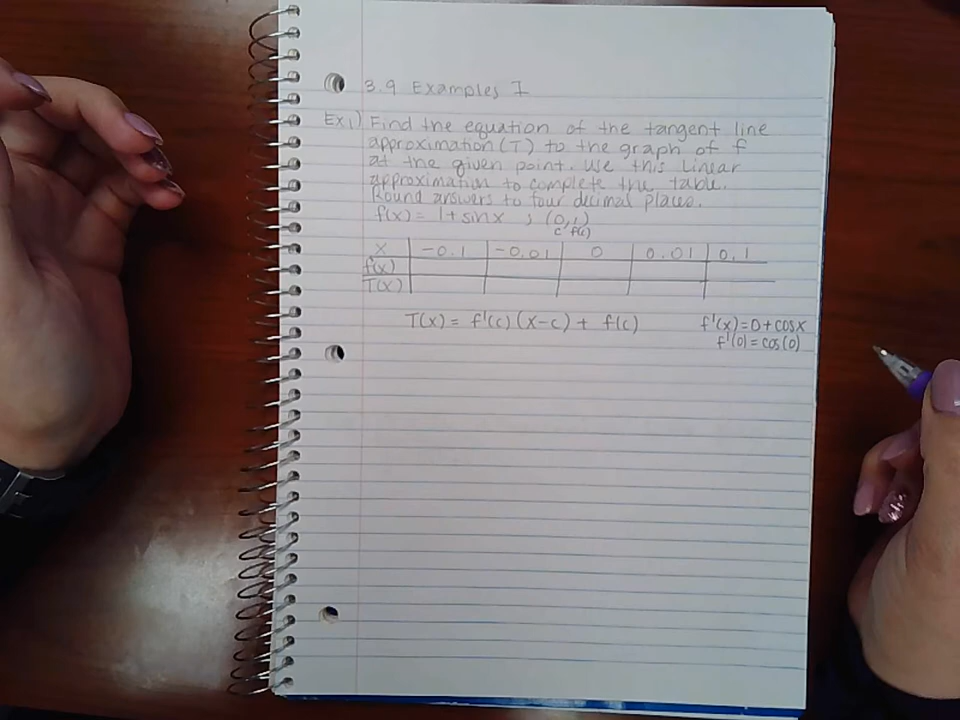 3.9 Examples I
Ex 1) Find the equation of the tangent line
approximation (T) to the graph of f
at the given point. Use this linear
approximation to complete the table.
Round answers to four decimal places.
f(x) = 1 + sin x ; (0, 1)
c f(c)
x -0.1 -0.01 0 0.01 0.1
f(x)
T(x)
T(x) = f'(c) (x-c) + f(c) f'(x) = 0 + cos x
f'(0) = cos(0)